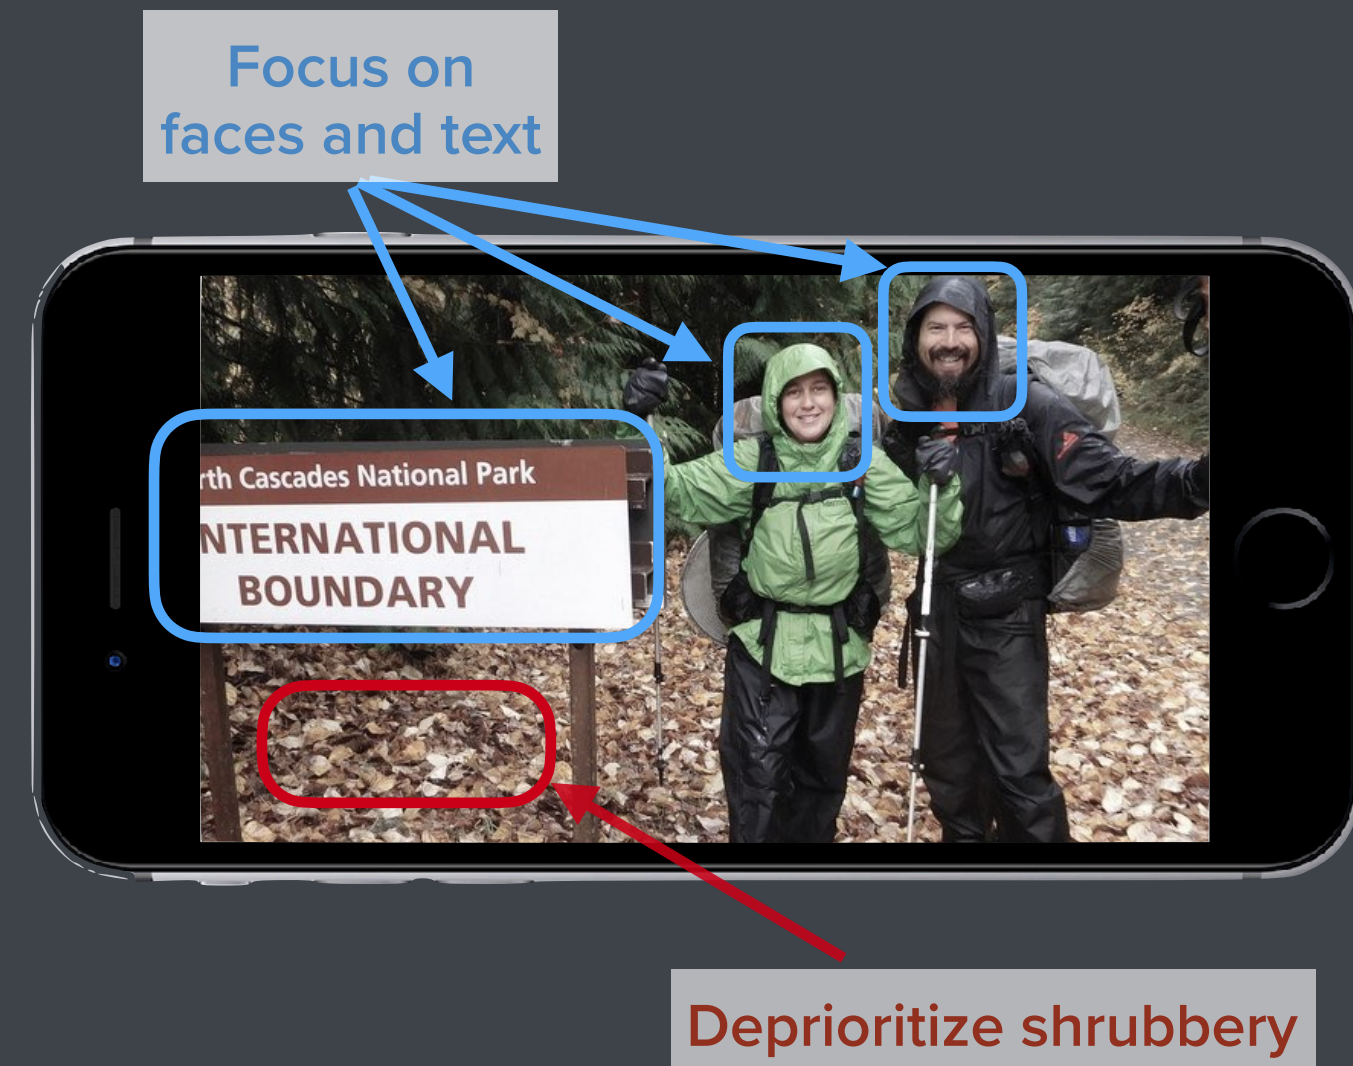 Focus on
faces and text
rth Cascades National Park
NTERNATIONAL
BOUNDARY
Deprioritize shrubbery